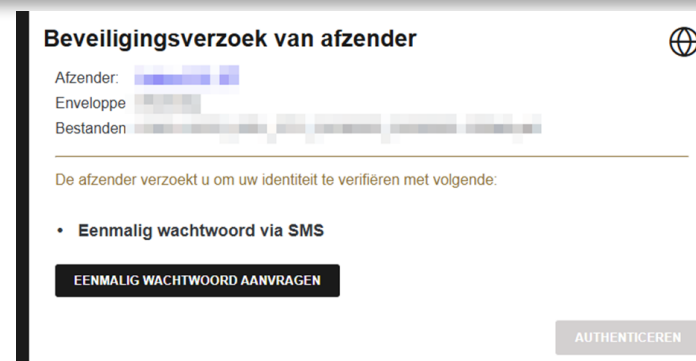 Beveiligingsverzoek van afzender
Afzender:
Enveloppe
Bestanden
De afzender verzoekt u om uw identiteit te verifiëren met volgende:
• Eenmalig wachtwoord via SMS
EENMALIG WACHTWOORD AANVRAGEN
AUTHENTICEREN